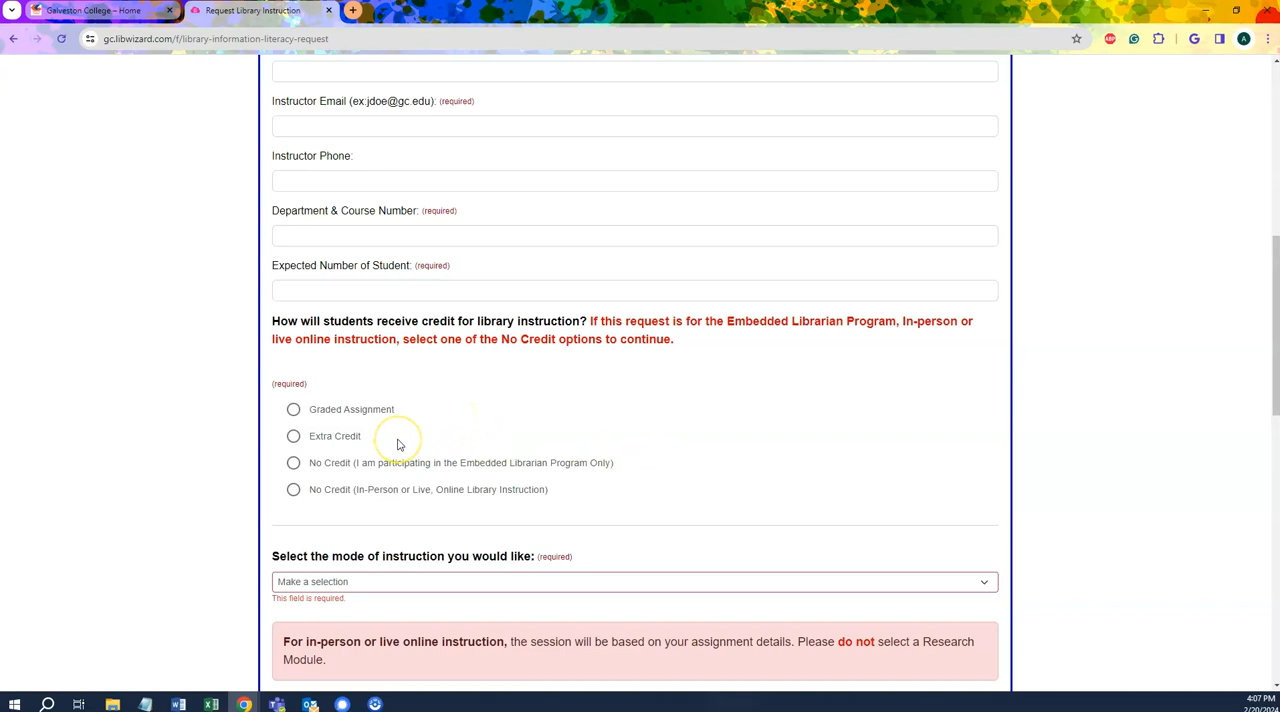 Galveston College – Home
Request Library Instruction
gc.libwizard.com/f/library-information-literacy-request
ABP
G
A
Instructor Email (ex:jdoe@gc.edu): (required)
Instructor Phone:
Department & Course Number: (required)
Expected Number of Student: (required)
How will students receive credit for library instruction? If this request is for the Embedded Librarian Program, In-person or
live online instruction, select one of the No Credit options to continue.
(required)
Graded Assignment
Extra Credit
No Credit (I am participating in the Embedded Librarian Program Only)
No Credit (In-Person or Live, Online Library Instruction)
Select the mode of instruction you would like: (required)
Make a selection
This field is required.
For in-person or live online instruction, the session will be based on your assignment details. Please do not select a Research
Module.
4:07 PM